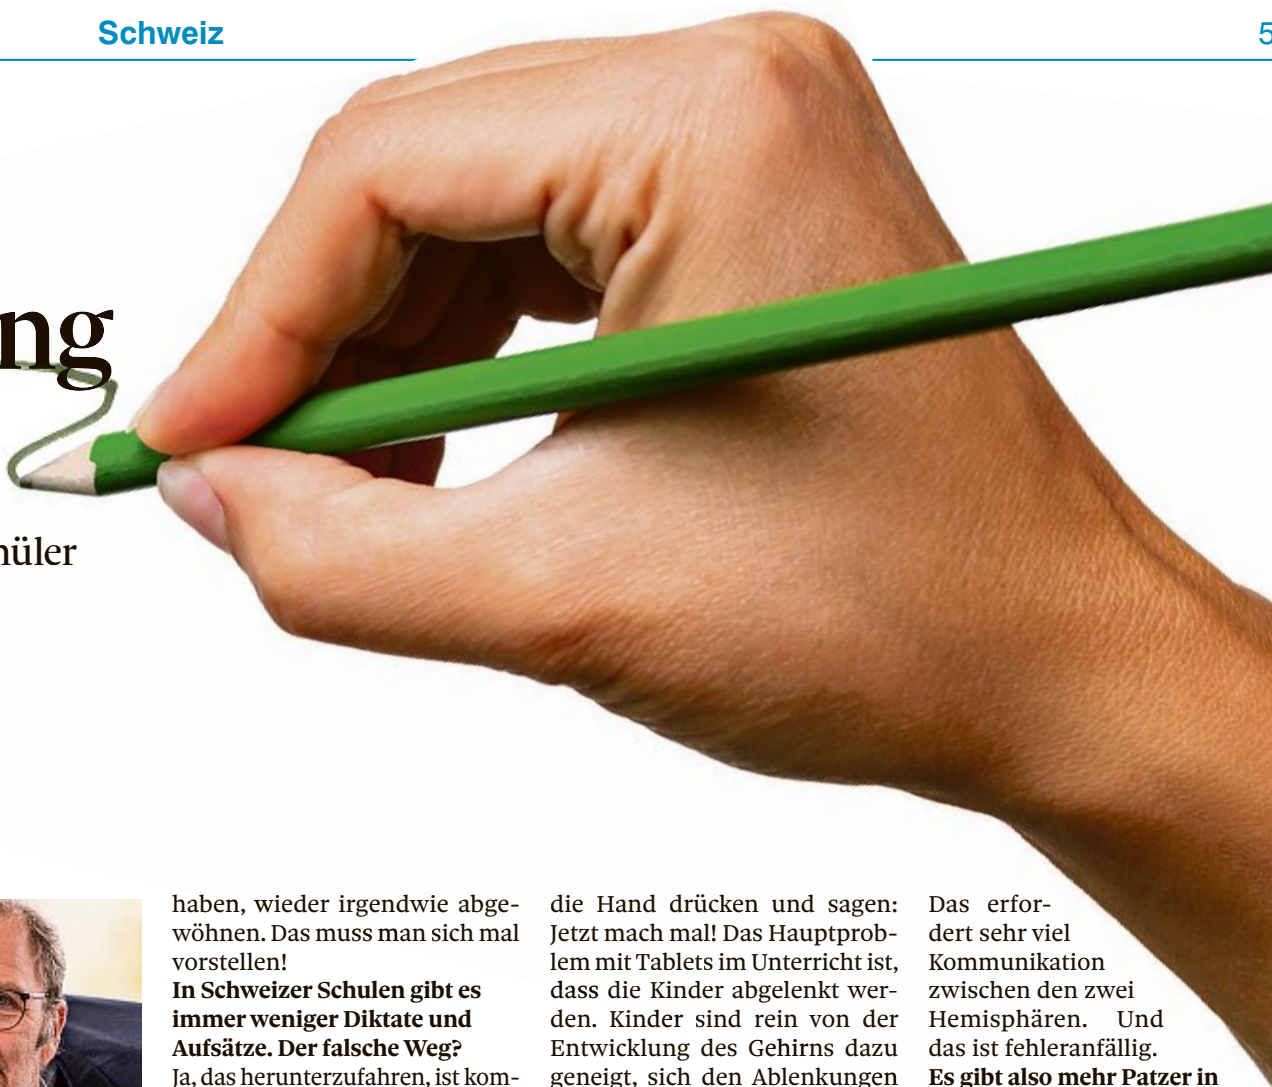 Schweiz
5
ng
hüler
haben, wieder irgendwie abge-
wöhnen. Das muss man sich mal
vorstellen!
In Schweizer Schulen gibt es
immer weniger Diktate und
Aufsätze. Der falsche Weg?
Ja, das herunterzufahren, ist kom-
die Hand drücken und sagen:
Jetzt mach mal! Das Hauptprob-
lem mit Tablets im Unterricht ist,
dass die Kinder abgelenkt wer-
den. Kinder sind rein von der
Entwicklung des Gehirns dazu
geneigt, sich den Ablenkungen
Das erfor-
dert sehr viel
Kommunikation
zwischen den zwei
Hemisphären. Und
das ist fehleranfällig.
Es gibt also mehr Patzer in